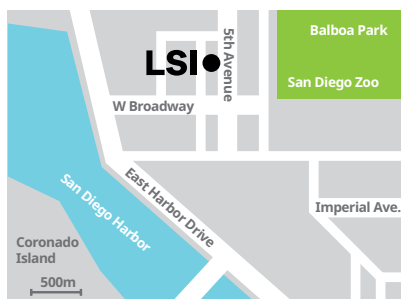 Balboa Park
5th Avenue
LSI
San Diego Zoo
W Broadway
East Harbor Drive
San Diego Harbor
Imperial Ave.
Coronado
Island
500m